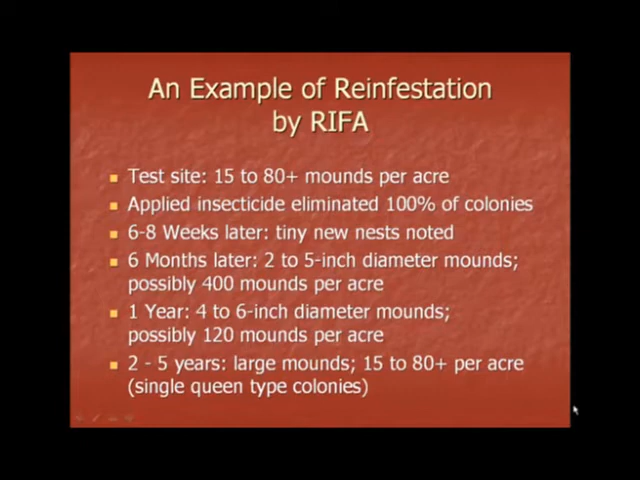 An Example of Reinfestation
by RIFA
Test site: 15 to 80+ mounds per acre
Applied insecticide eliminated 100% of colonies
6-8 Weeks later: tiny new nests noted
6 Months later: 2 to 5-inch diameter mounds;
possibly 400 mounds per acre
1 Year: 4 to 6-inch diameter mounds;
possibly 120 mounds per acre
2 - 5 years: large mounds; 15 to 80+ per acre
(single queen type colonies)